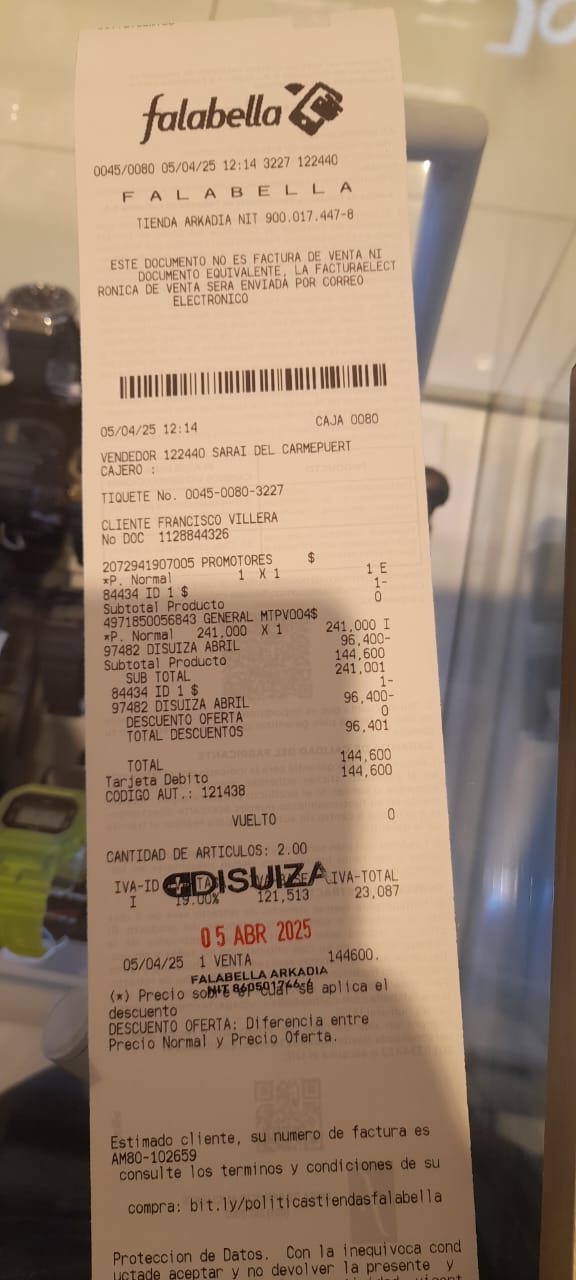 falabella
0045/0080 05/04/25 12:14 3227 122440
F A L A B E L L A
TIENDA ARKADIA NIT 900.017.447-8
ESTE DOCUMENTO NO ES FACTURA DE VENTA NI
DOCUMENTO EQUIVALENTE, LA FACTURAELECT
RONICA DE VENTA SERA ENVIADA POR CORREO
ELECTRONICO
05/04/25 12:14 CAJA 0080
VENDEDOR 122440 SARAI DEL CARMEPUERT
CAJERO :
TIQUETE No. 0045-0080-3227
CLIENTE FRANCISCO VILLERA
No DOC 1128844326
2072941907005 PROMOTORES $
*P. Normal 1 X 1 1 E
84434 ID 1 $ 1-
Subtotal Producto 0
4971850056843 GENERAL MTPV004$
*P. Normal 241,000 X 1 241,000 I
97482 DISUIZA ABRIL 96,400-
Subtotal Producto 144,600
SUB TOTAL 241,001
84434 ID 1 $ 1-
97482 DISUIZA ABRIL 96,400-
DESCUENTO OFERTA 0
TOTAL DESCUENTOS 96,401
TOTAL 144,600
Tarjeta Debito 144,600
CODIGO AUT.: 121438
VUELTO 0
CANTIDAD DE ARTICULOS: 2.00
IVA-ID IVA-TOTAL
DISUIZA
I 19.00% 121,513 23,087
05 ABR 2025
05/04/25 1 VENTA 144600.
FALABELLA ARKADIA
NIT 860501766-6
(*) Precio sobre el cual se aplica el
descuento
DESCUENTO OFERTA: Diferencia entre
Precio Normal y Precio Oferta.
Estimado cliente, su numero de factura es
AM80-102659
consulte los terminos y condiciones de su
compra: bit.ly/politicastiendasfalabella
Proteccion de Datos. Con la inequivoca cond
uctade aceptar y no devolver la presente y